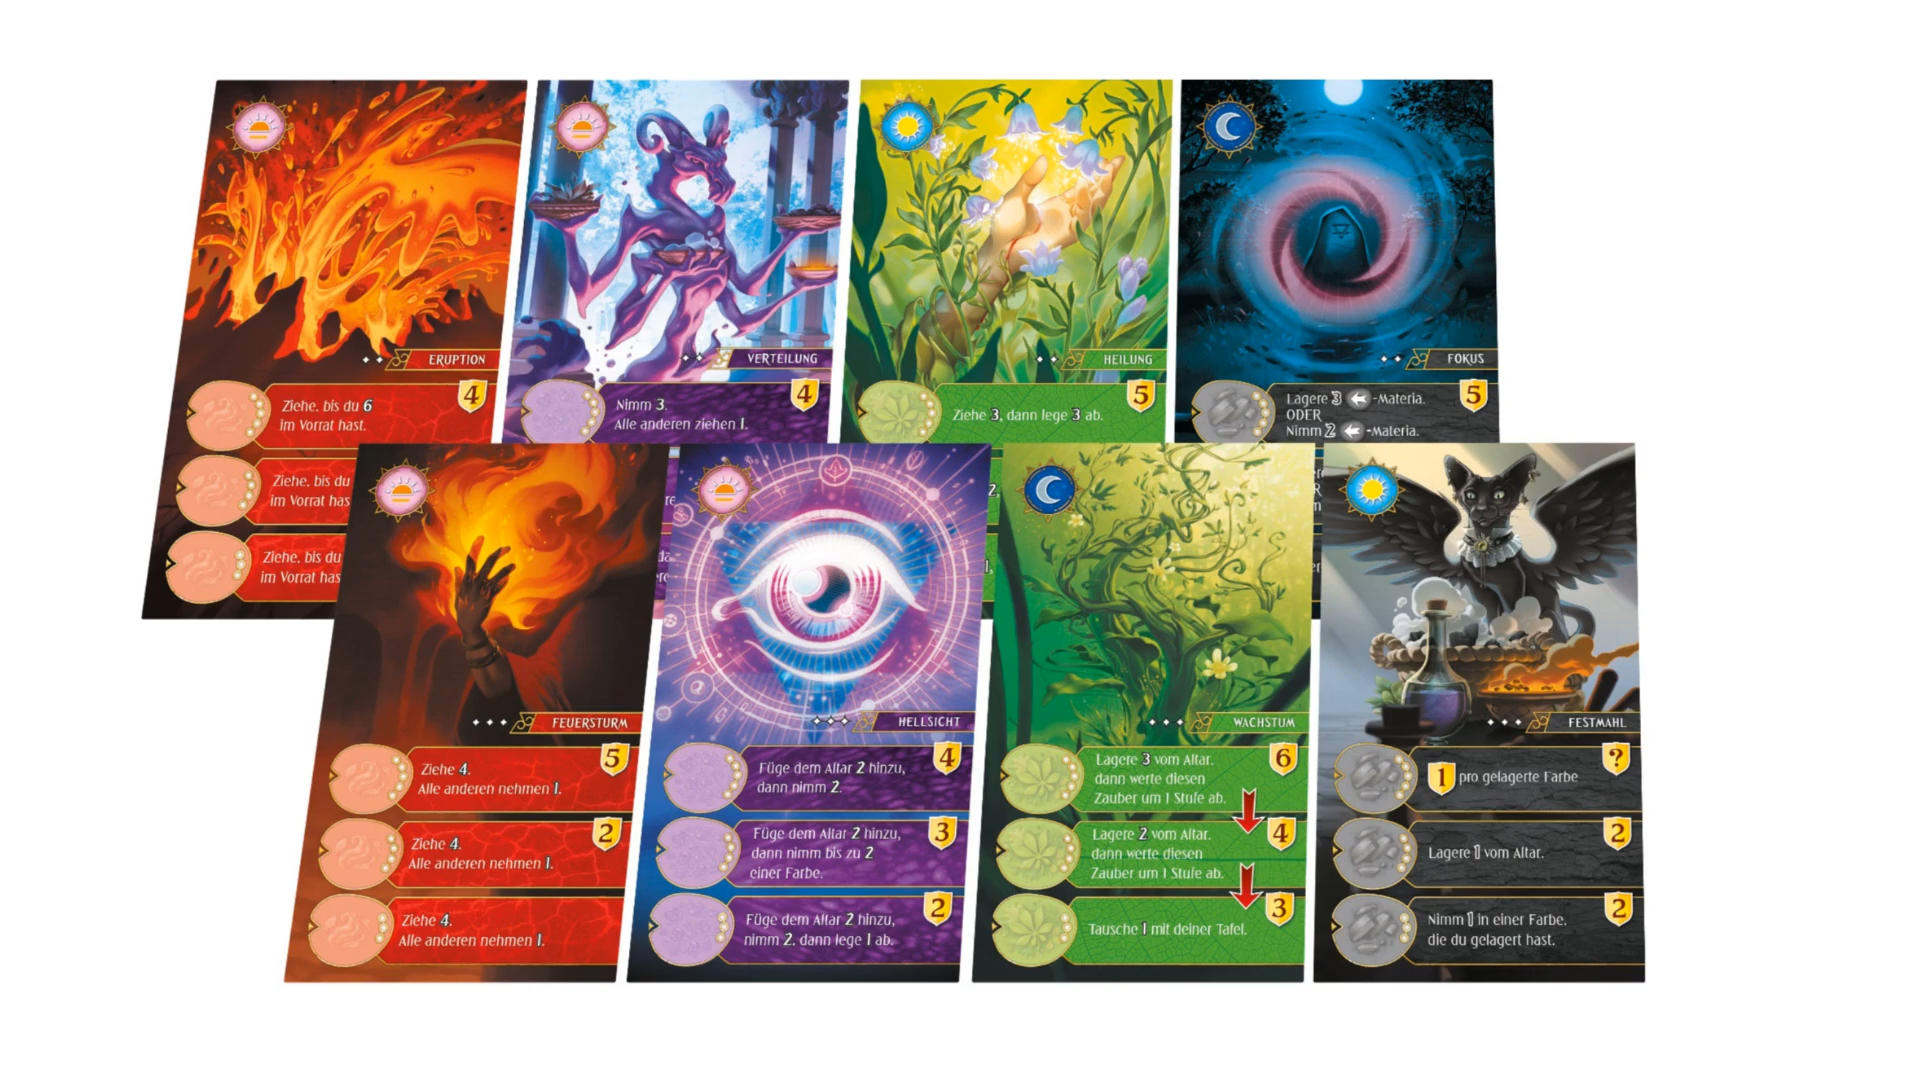 ERUPTION
4
Ziehe, bis du 6
im Vorrat hast.
Ziehe, bis du
im Vorrat has
Ziehe, bis du
im Vorrat has
VERTEILUNG
4
Nimm 3.
Alle anderen ziehen 1.
HEILUNG
5
Ziehe 3, dann lege 3 ab.
2,
1,
FOKUS
5
Lagere 3 -Materia.
ODER
Nimm 2 -Materia.
FEUERSTURM
5
Ziehe 4.
Alle anderen nehmen 1.
2
Ziehe 4.
Alle anderen nehmen 1.
Ziehe 4.
Alle anderen nehmen 1.
HELLSICHT
4
Füge dem Altar 2 hinzu,
dann nimm 2.
3
Füge dem Altar 2 hinzu,
dann nimm bis zu 2
einer Farbe.
2
Füge dem Altar 2 hinzu,
nimm 2, dann lege 1 ab.
WACHSTUM
6
Lagere 3 vom Altar,
dann werte diesen
Zauber um 1 Stufe ab.
4
Lagere 2 vom Altar,
dann werte diesen
Zauber um 1 Stufe ab.
3
Tausche 1 mit deiner Tafel.
FESTMAHL
?
1 pro gelagerte Farbe
2
Lagere 1 vom Altar.
2
Nimm 1 in einer Farbe,
die du gelagert hast.